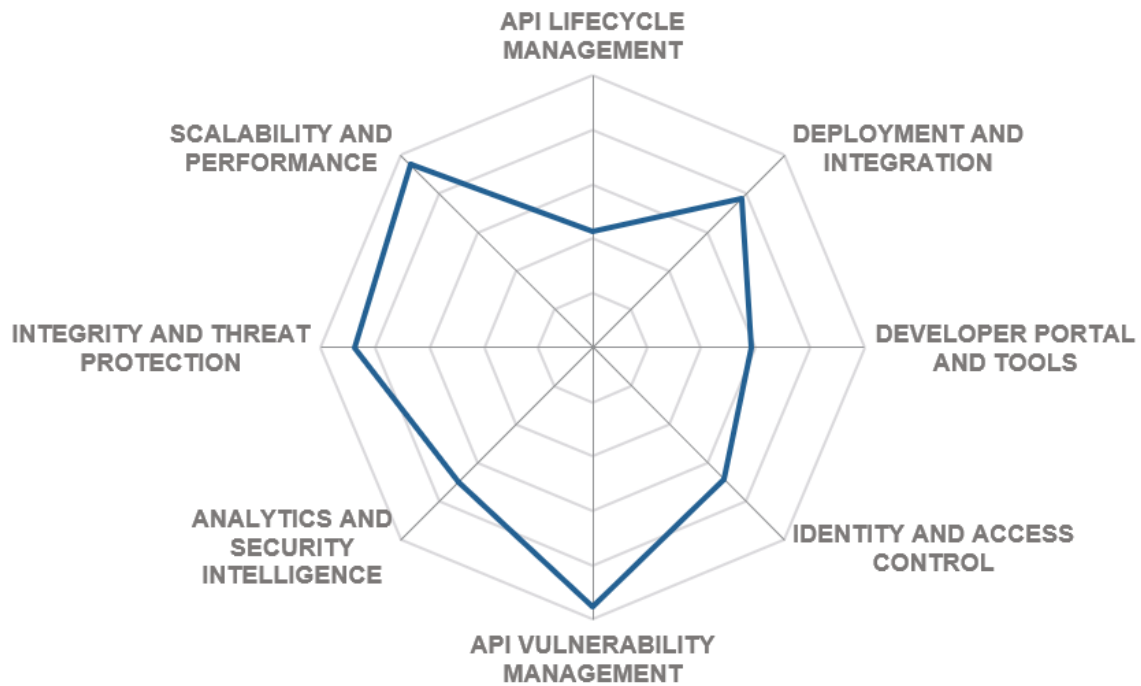 API LIFECYCLE
MANAGEMENT
SCALABILITY AND
PERFORMANCE
DEPLOYMENT AND
INTEGRATION
INTEGRITY AND THREAT
PROTECTION
DEVELOPER PORTAL
AND TOOLS
ANALYTICS AND
SECURITY
INTELLIGENCE
IDENTITY AND ACCESS
CONTROL
API VULNERABILITY
MANAGEMENT